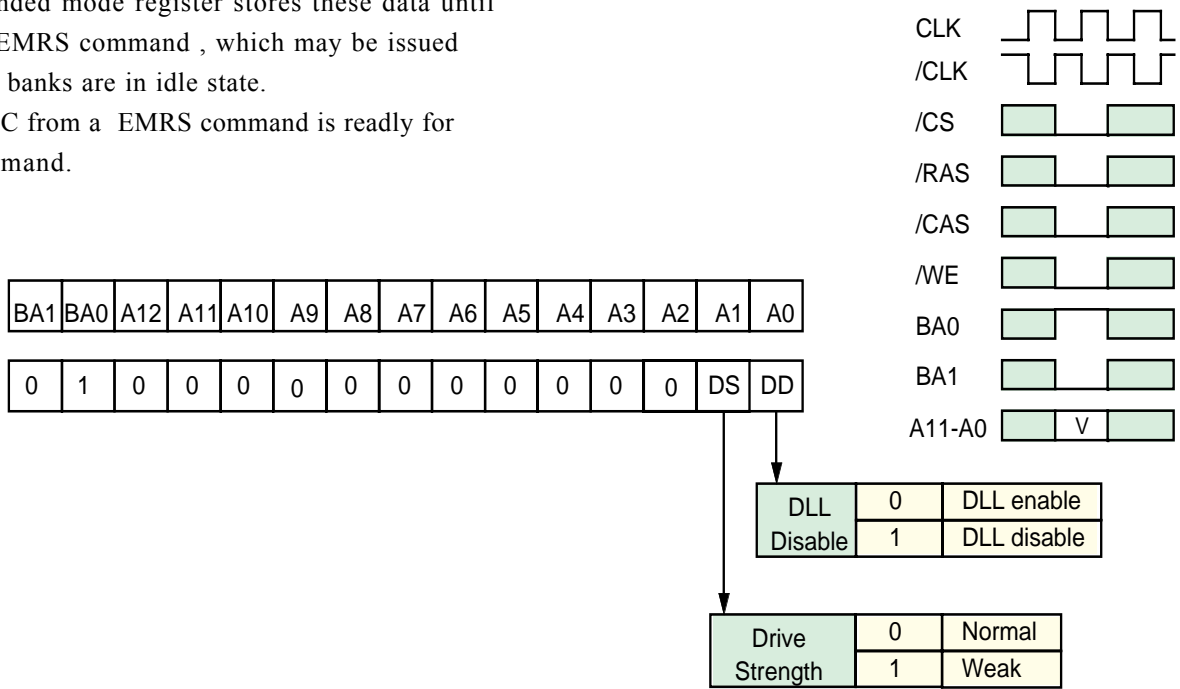 nded mode register stores these data until
EMRS command , which may be issued
banks are in idle state.
C from a EMRS command is readly for
mand.
CLK
/CLK
/CS
/RAS
/CAS
/WE
BA0
BA1
A11-A0 V
BA1 BA0 A12 A11 A10 A9 A8 A7 A6 A5 A4 A3 A2 A1 A0
0 1 0 0 0 0 0 0 0 0 0 0 0 DS DD
DLL Disable
0 DLL enable
1 DLL disable
Drive Strength
0 Normal
1 Weak